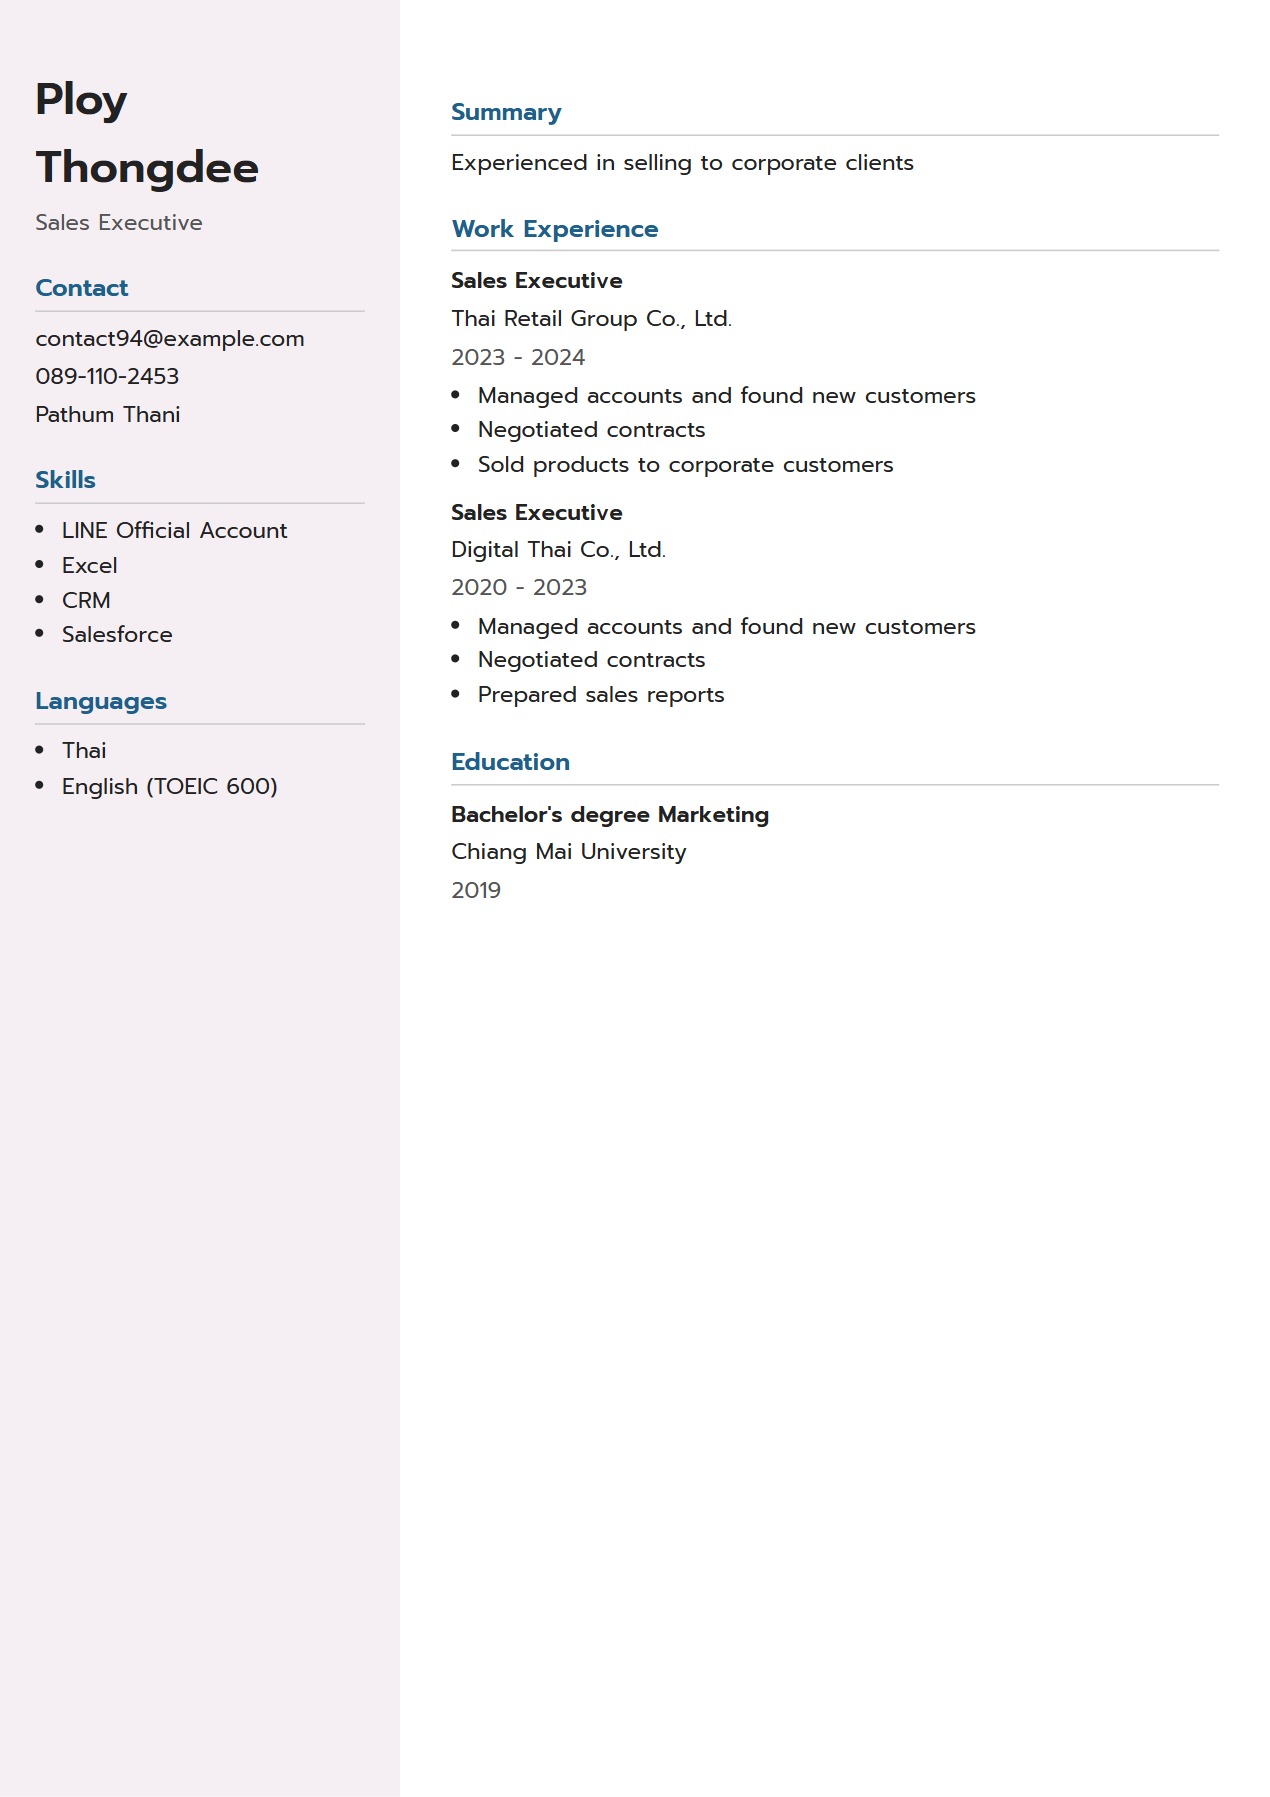 Ploy
Thongdee
Sales Executive
Contact
contact94@example.com
089-110-2453
Pathum Thani
Skills
LINE Official Account
Excel
CRM
Salesforce
Languages
Thai
English (TOEIC 600)
Summary
Experienced in selling to corporate clients
Work Experience
Sales Executive
Thai Retail Group Co., Ltd.
2023 - 2024
Managed accounts and found new customers
Negotiated contracts
Sold products to corporate customers
Sales Executive
Digital Thai Co., Ltd.
2020 - 2023
Managed accounts and found new customers
Negotiated contracts
Prepared sales reports
Education
Bachelor's degree Marketing
Chiang Mai University
2019